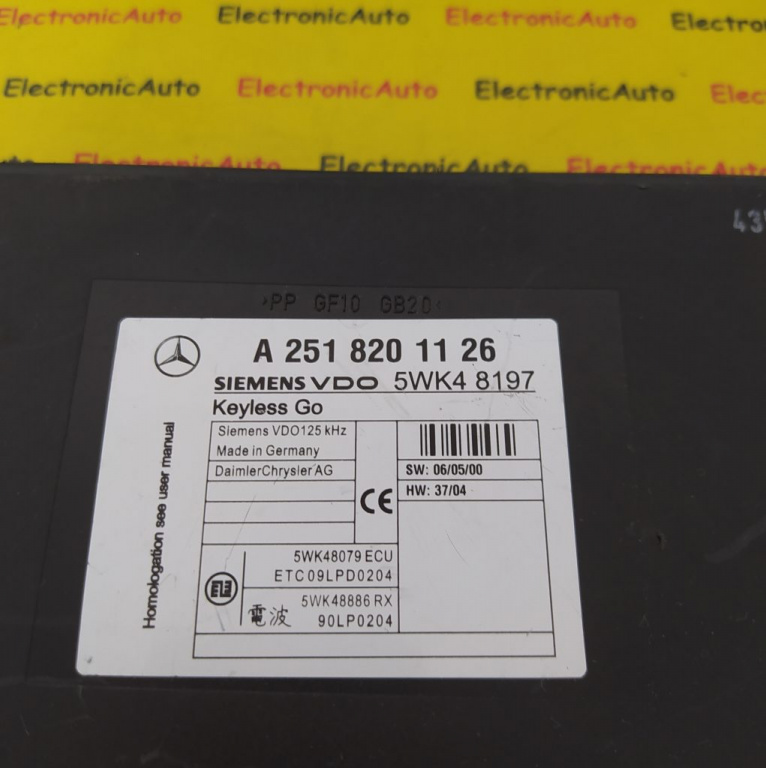 ElectronicAuto ElectronicAuto ElectronicAuto
ElectronicAuto ElectronicAuto ElectronicAuto
ElectronicAuto ElectronicAuto ElectronicAuto
>PP GF10 GB20<
A 251 820 11 26
SIEMENS VDO 5WK4 8197
Keyless Go
Siemens VDO125 kHz
Made in Germany
DaimlerChrysler AG
CE
SW: 06/05/00
HW: 37/04
5WK48079 ECU
ETC09LPD0204
5WK48886 RX
電波 90LP0204
Homologation see user manual